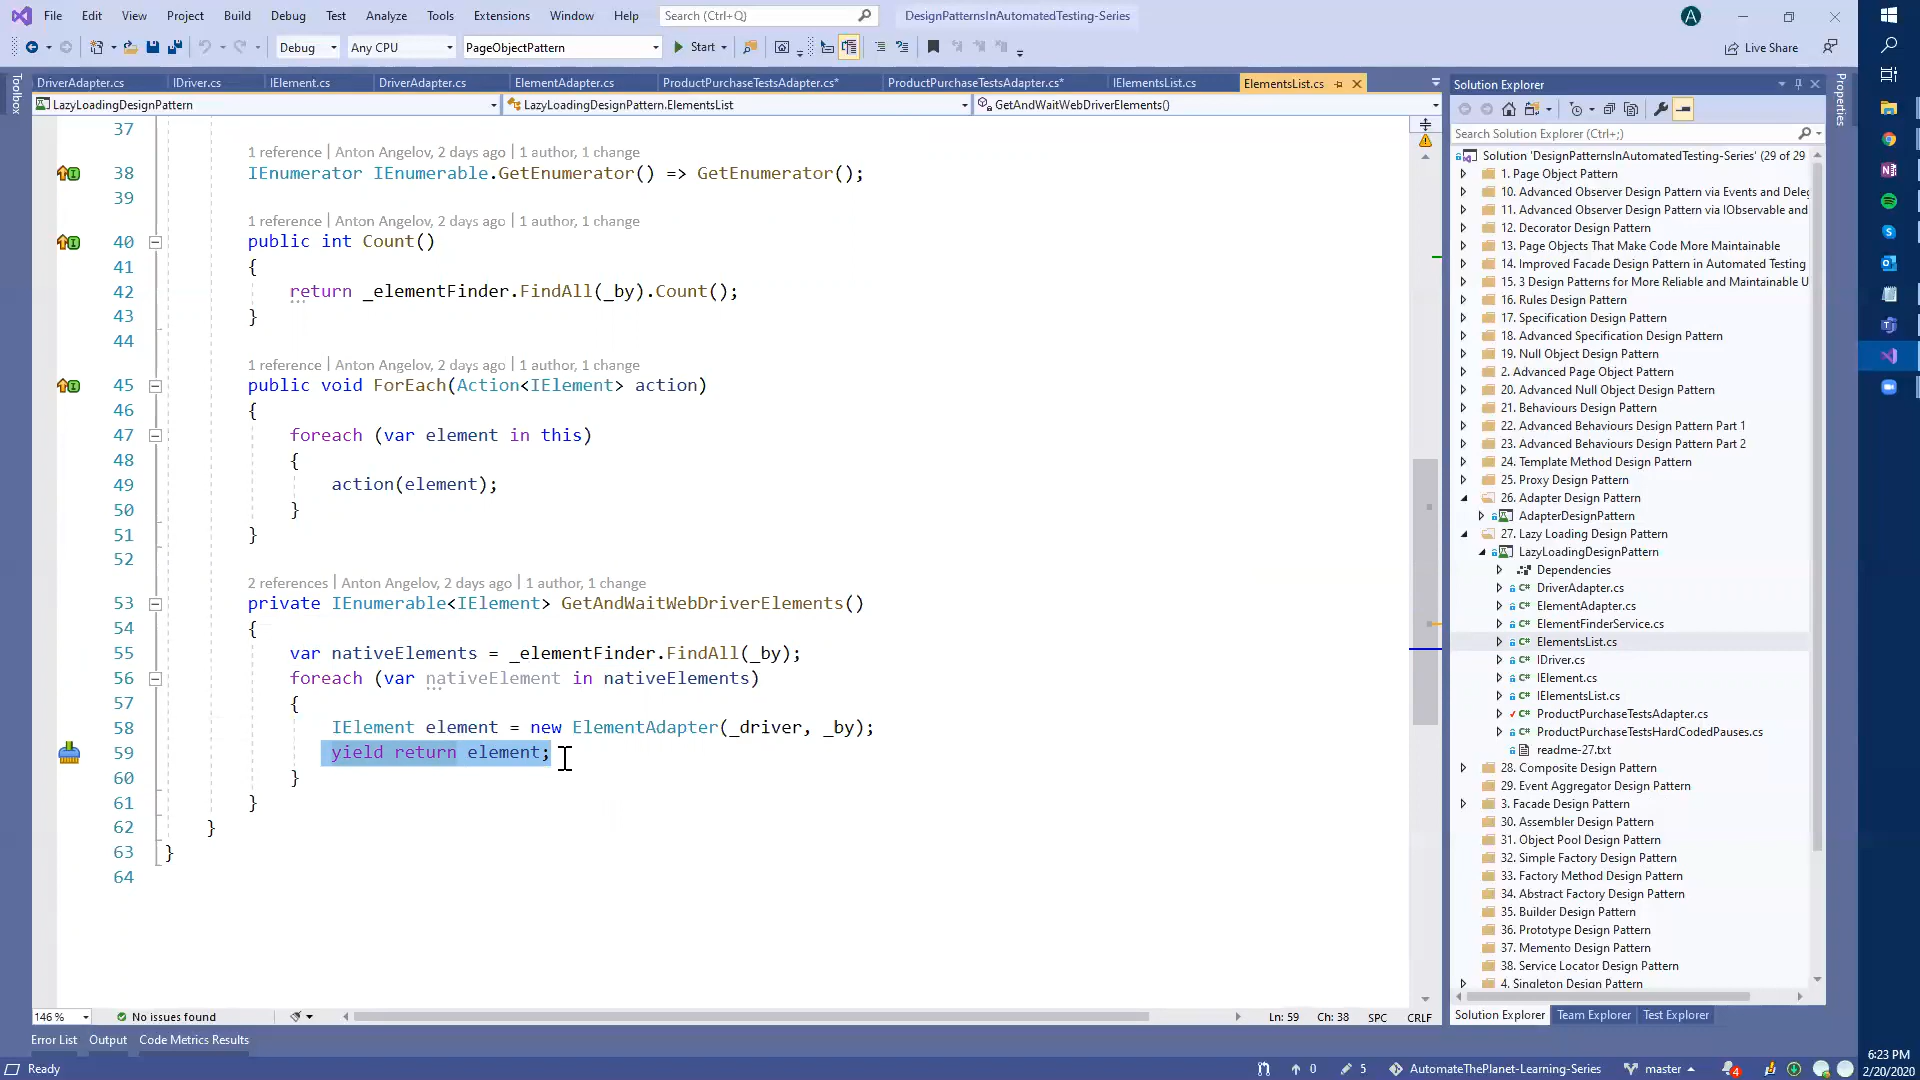 File Edit View Project Build Debug Test Analyze Tools Extensions Window Help Search (Ctrl+Q) DesignPatternsInAutomatedTesting-Series A
Debug Any CPU PageObjectPattern Start Live Share
DriverAdapter.cs IDriver.cs IElement.cs DriverAdapter.cs ElementAdapter.cs ProductPurchaseTestsAdapter.cs* ProductPurchaseTestsAdapter.cs* IElementsList.cs ElementsList.cs
LazyLoadingDesignPattern LazyLoadingDesignPattern.ElementsList GetAndWaitWebDriverElements()
Toolbox
37
1 reference | Anton Angelov, 2 days ago | 1 author, 1 change
38 IEnumerator IEnumerable.GetEnumerator() => GetEnumerator();
39
1 reference | Anton Angelov, 2 days ago | 1 author, 1 change
40 public int Count()
41 {
42 return _elementFinder.FindAll(_by).Count();
43 }
44
1 reference | Anton Angelov, 2 days ago | 1 author, 1 change
45 public void ForEach(Action<IElement> action)
46 {
47 foreach (var element in this)
48 {
49 action(element);
50 }
51 }
52
2 references | Anton Angelov, 2 days ago | 1 author, 1 change
53 private IEnumerable<IElement> GetAndWaitWebDriverElements()
54 {
55 var nativeElements = _elementFinder.FindAll(_by);
56 foreach (var nativeElement in nativeElements)
57 {
58 IElement element = new ElementAdapter(_driver, _by);
59 yield return element;
60 }
61 }
62 }
63 }
64
146 % No issues found Ln: 59 Ch: 38 SPC CRLF
Error List Output Code Metrics Results
Solution Explorer
Search Solution Explorer (Ctrl+;)
Solution 'DesignPatternsInAutomatedTesting-Series' (29 of 29
1. Page Object Pattern
10. Advanced Observer Design Pattern via Events and Deleg
11. Advanced Observer Design Pattern via IObservable and
12. Decorator Design Pattern
13. Page Objects That Make Code More Maintainable
14. Improved Facade Design Pattern in Automated Testing
15. 3 Design Patterns for More Reliable and Maintainable U
16. Rules Design Pattern
17. Specification Design Pattern
18. Advanced Specification Design Pattern
19. Null Object Design Pattern
2. Advanced Page Object Pattern
20. Advanced Null Object Design Pattern
21. Behaviours Design Pattern
22. Advanced Behaviours Design Pattern Part 1
23. Advanced Behaviours Design Pattern Part 2
24. Template Method Design Pattern
25. Proxy Design Pattern
26. Adapter Design Pattern
AdapterDesignPattern
27. Lazy Loading Design Pattern
LazyLoadingDesignPattern
Dependencies
C# DriverAdapter.cs
C# ElementAdapter.cs
C# ElementFinderService.cs
C# ElementsList.cs
C# IDriver.cs
C# IElement.cs
C# IElementsList.cs
C# ProductPurchaseTestsAdapter.cs
C# ProductPurchaseTestsHardCodedPauses.cs
readme-27.txt
28. Composite Design Pattern
29. Event Aggregator Design Pattern
3. Facade Design Pattern
30. Assembler Design Pattern
31. Object Pool Design Pattern
32. Simple Factory Design Pattern
33. Factory Method Design Pattern
34. Abstract Factory Design Pattern
35. Builder Design Pattern
36. Prototype Design Pattern
37. Memento Design Pattern
38. Service Locator Design Pattern
4. Singleton Design Pattern
Solution Explorer Team Explorer Test Explorer
Properties
Ready 0 5 AutomateThePlanet-Learning-Series master 4
6:23 PM
2/20/2020